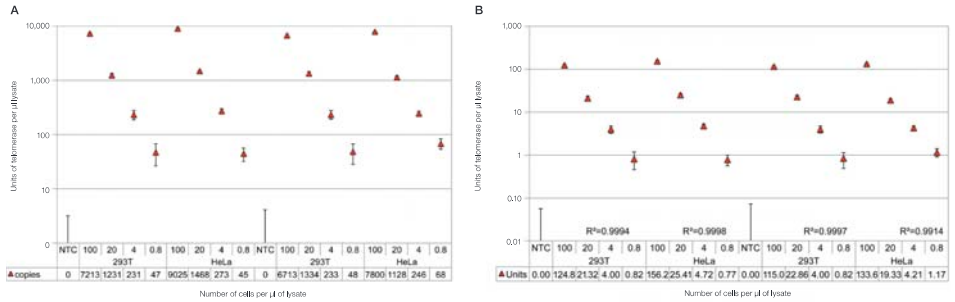 A
Units of telomerase per µl lysate
10,000
1,000
100
10
0
NTC 100 20 4 0.8 100 20 4 0.8 NTC 100 20 4 0.8 100 20 4 0.8
293T HeLa 293T HeLa
copies 0 7213 1231 231 47 9025 1468 273 45 0 6713 1334 233 48 7800 1128 246 68
Number of cells per µl of lysate
B
Units of telomerase per µl lysate
1,000
100
10
1
0.10
0.01
R²=0.9994 R²=0.9998 R²=0.9997 R²=0.9914
NTC 100 20 4 0.8 100 20 4 0.8 NTC 100 20 4 0.8 100 20 4 0.8
293T HeLa 293T HeLa
Units 0.00 124.8 21.32 4.00 0.82 156.2 25.41 4.72 0.77 0.00 115.0 22.86 4.00 0.82 133.6 19.33 4.21 1.17
Number of cells per µl of lysate